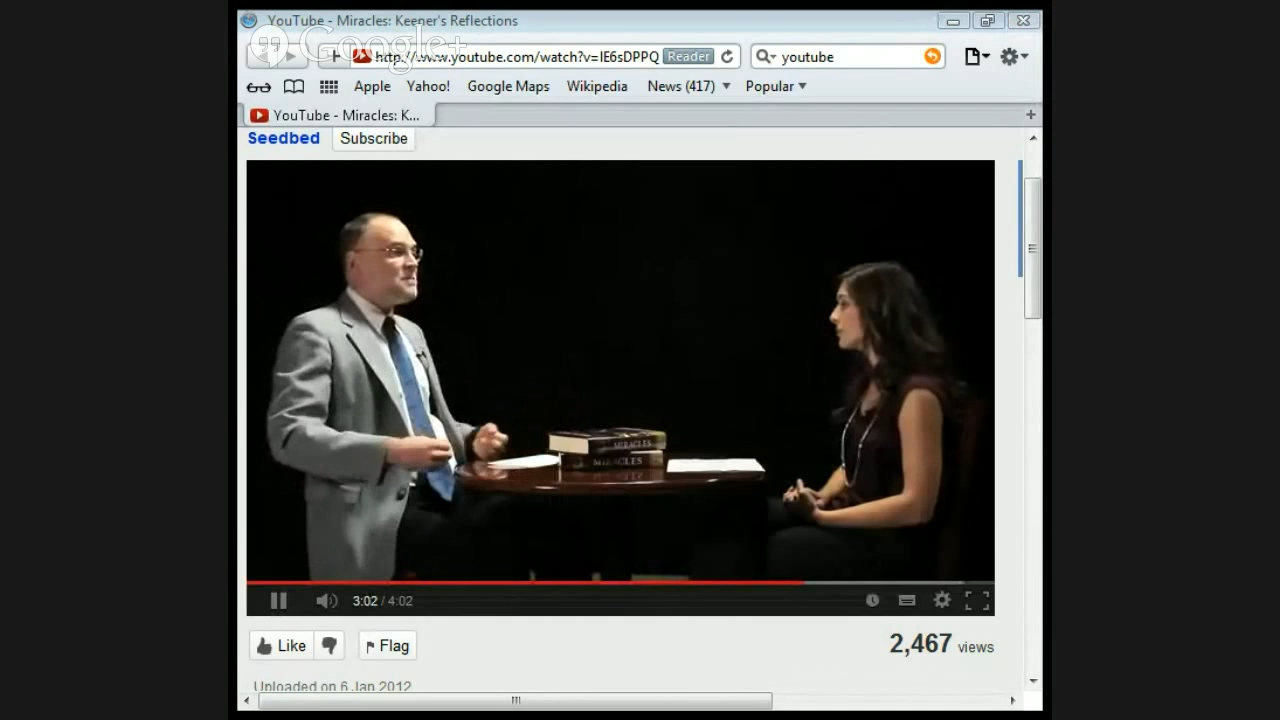 YouTube - Miracles: Keener's Reflections
Google+
http://www.youtube.com/watch?v=IE6sDPPQ Reader youtube
Apple Yahoo! Google Maps Wikipedia News (417) Popular
YouTube - Miracles: K...
Seedbed Subscribe
MIRACLES
MIRACLES
3:02 / 4:02
Like Flag 2,467 views
Uploaded on 6 Jan 2012